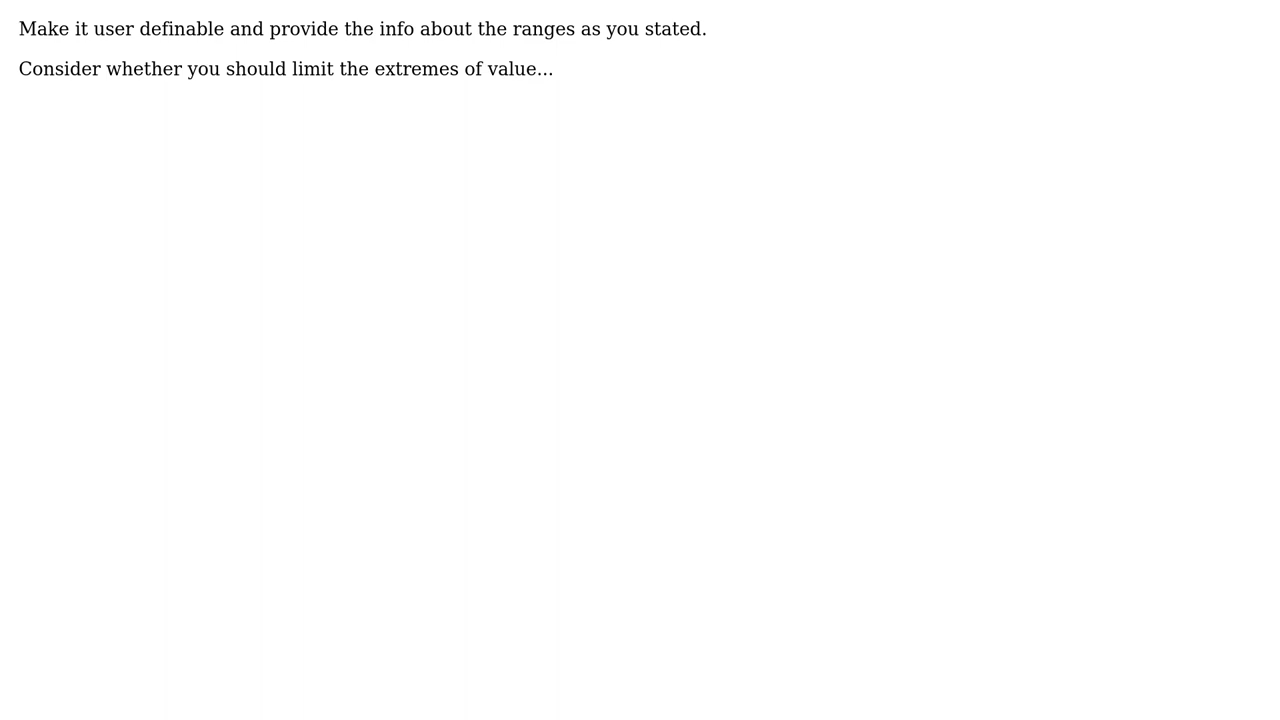 Make it user definable and provide the info about the ranges as you stated.
Consider whether you should limit the extremes of value...